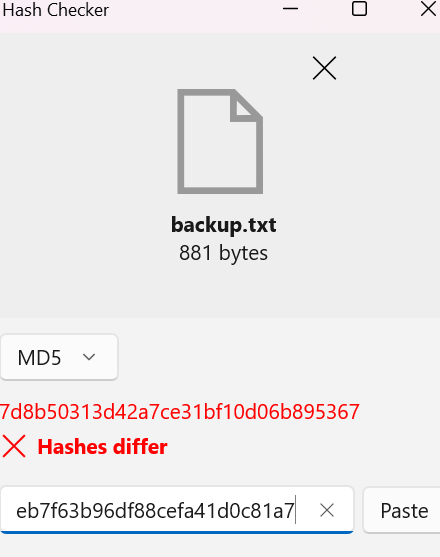 Hash Checker
backup.txt
881 bytes
MD5
7d8b50313d42a7ce31bf10d06b895367
Hashes differ
eb7f63b96df88cefa41d0c81a7
Paste